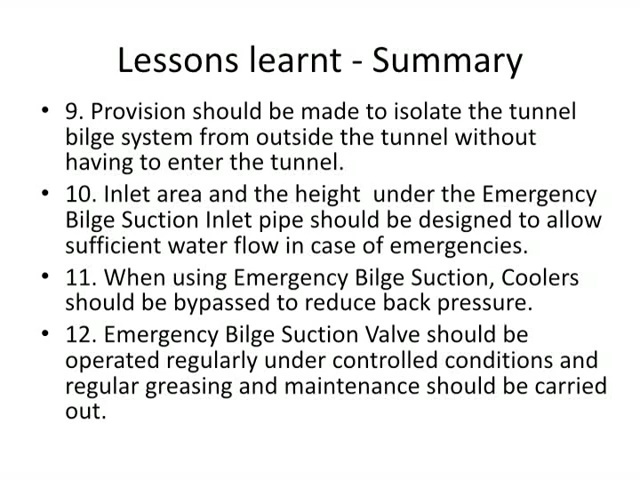 Lessons learnt - Summary
• 9. Provision should be made to isolate the tunnel
bilge system from outside the tunnel without
having to enter the tunnel.
• 10. Inlet area and the height  under the Emergency
Bilge Suction Inlet pipe should be designed to allow
sufficient water flow in case of emergencies.
• 11. When using Emergency Bilge Suction, Coolers
should be bypassed to reduce back pressure.
• 12. Emergency Bilge Suction Valve should be
operated regularly under controlled conditions and
regular greasing and maintenance should be carried
out.